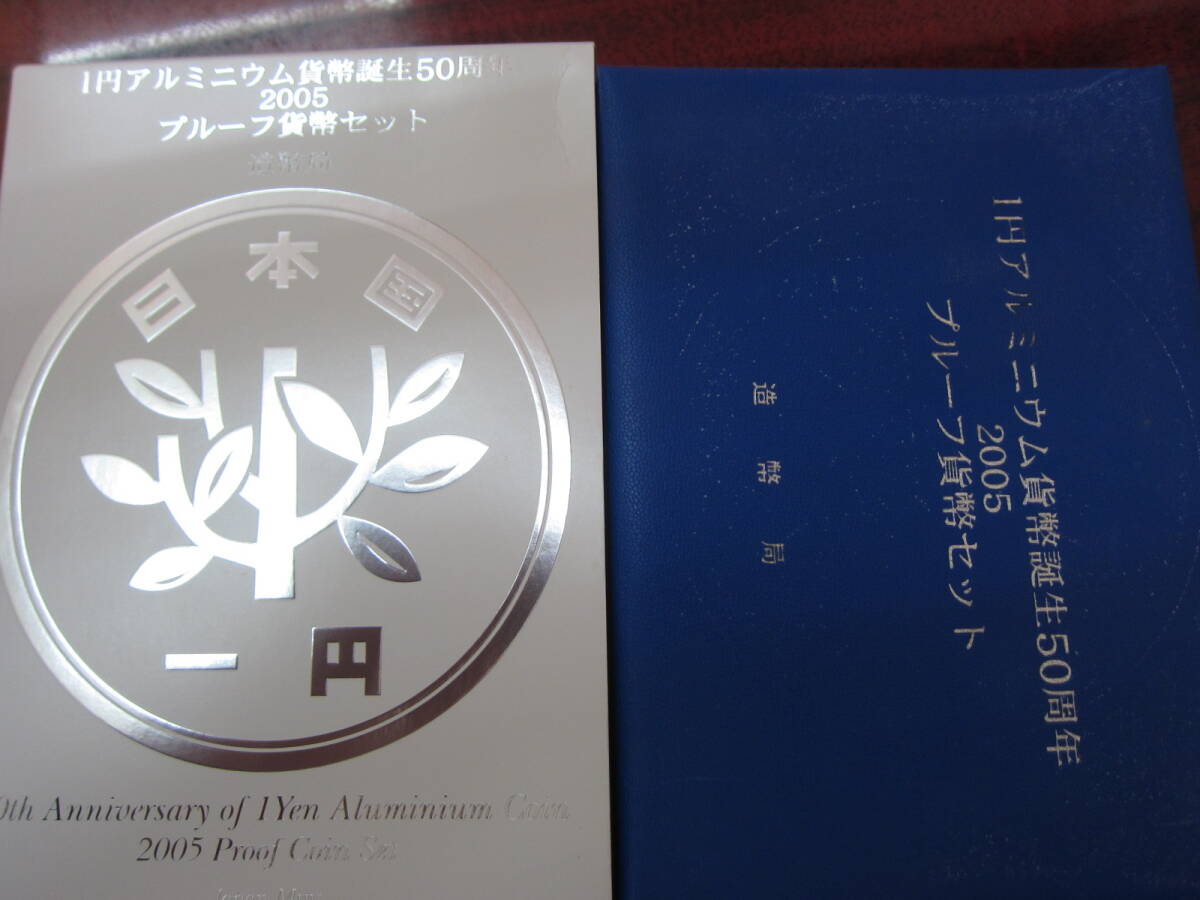 1円アルミニウム貨幣誕生50周年
2005
プルーフ貨幣セット
造幣局
日本国
一円
0th Anniversary of 1Yen Aluminium Coin
2005 Proof Coin Set
Japan Mint
1円アルミニウム貨幣誕生50周年
2005
プルーフ貨幣セット
造幣局